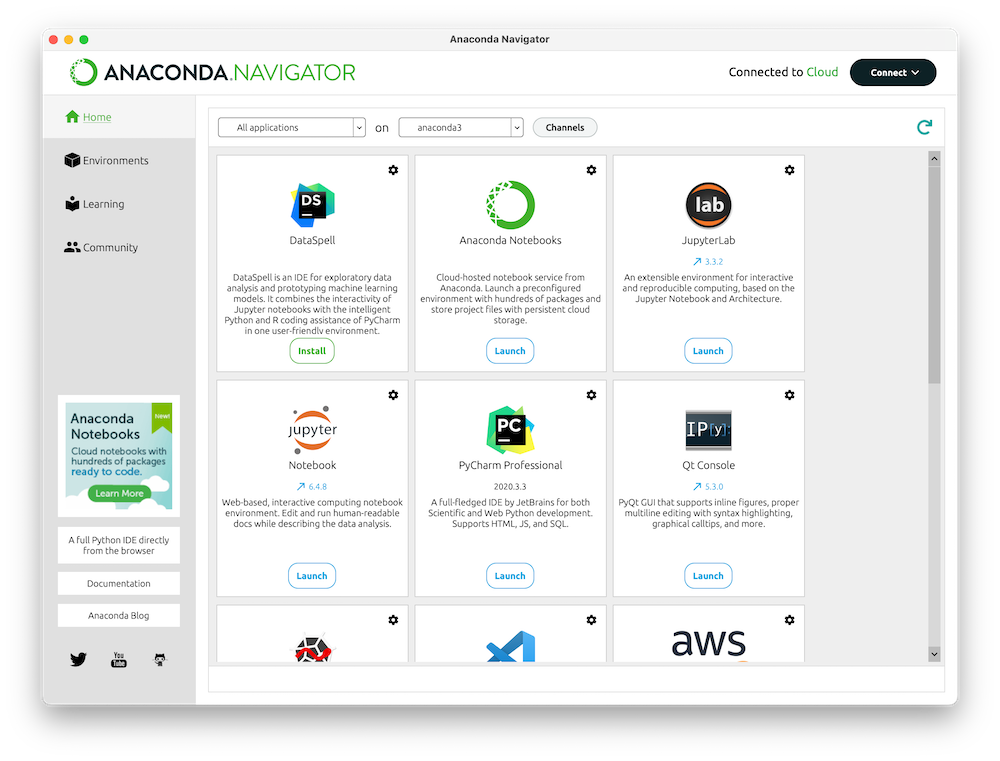 Anaconda Navigator
ANACONDA.NAVIGATOR
Connected to Cloud
Connect
Home
Environments
Learning
Community
Anaconda
Notebooks
New!
Cloud notebooks with
hundreds of packages
ready to code.
Learn More
A full Python IDE directly
from the browser
Documentation
Anaconda Blog
You
Tube
All applications
on
anaconda3
Channels
DS
DataSpell
DataSpell is an IDE for exploratory data
analysis and prototyping machine learning
models. It combines the interactivity of
Jupyter notebooks with the intelligent
Python and R coding assistance of PyCharm
in one user-friendly environment.
Install
Anaconda Notebooks
Cloud-hosted notebook service from
Anaconda. Launch a preconfigured
environment with hundreds of packages and
store project files with persistent cloud
storage.
Launch
lab
JupyterLab
3.3.2
An extensible environment for interactive
and reproducible computing, based on the
Jupyter Notebook and Architecture.
Launch
jupyter
Notebook
6.4.8
Web-based, interactive computing notebook
environment. Edit and run human-readable
docs while describing the data analysis.
Launch
PC
PyCharm Professional
2020.3.3
A full-fledged IDE by JetBrains for both
Scientific and Web Python development.
Supports HTML, JS, and SQL.
Launch
IP[y]:
Qt Console
5.3.0
PyQt GUI that supports inline figures, proper
multiline editing with syntax highlighting,
graphical calltips, and more.
Launch
aws